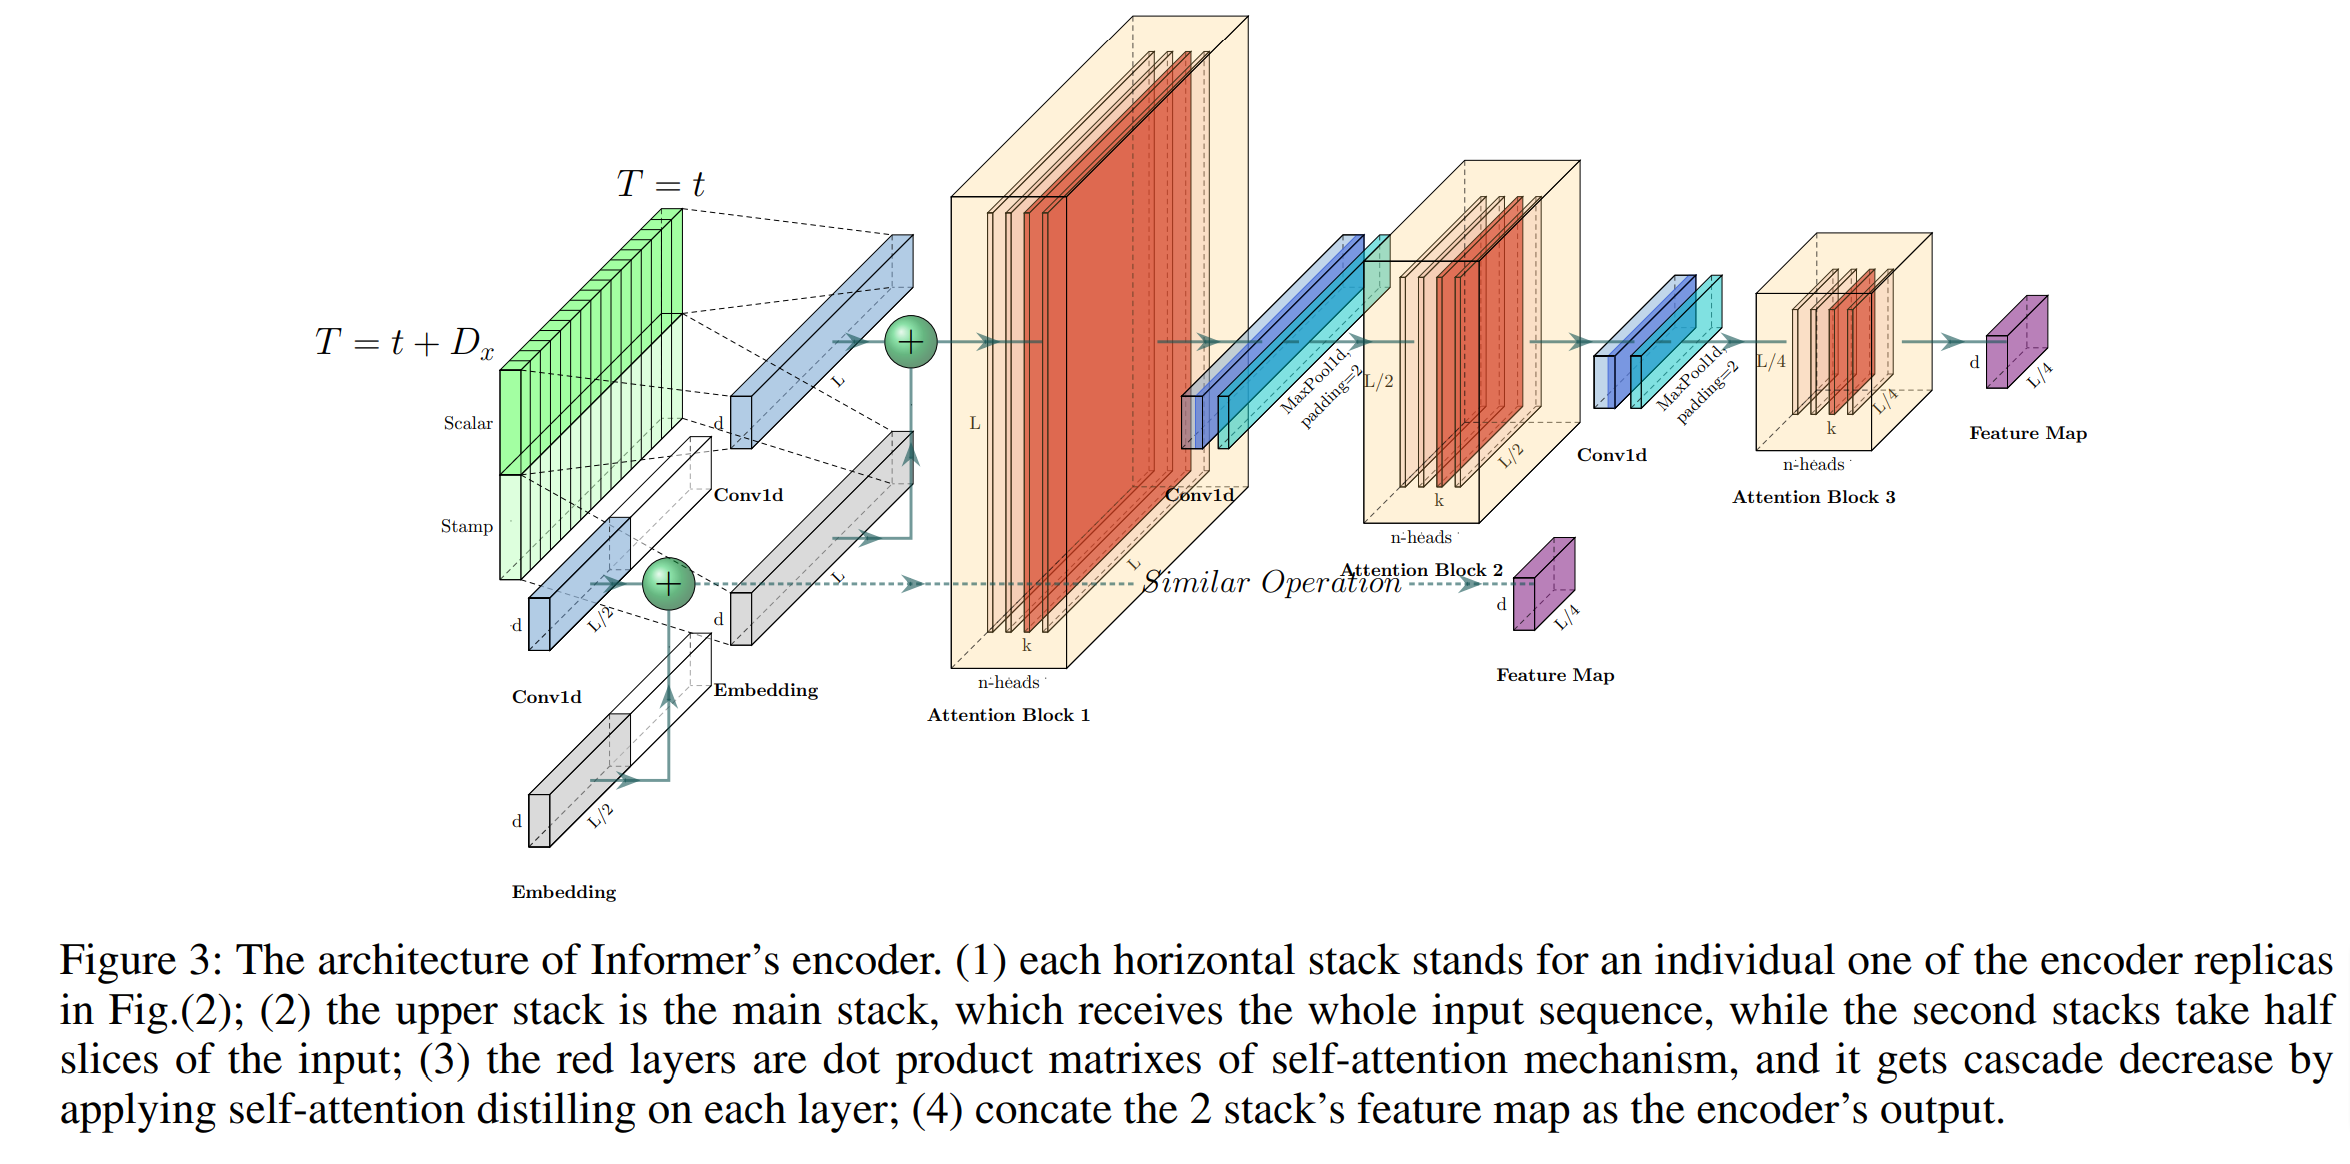 T = t
T = t + D_x
Scalar
Stamp
d
L
Conv1d
d
L
Embedding
d
L/2
Conv1d
d
L/2
Embedding
L
L
k
n-heads
Attention Block 1
Conv1d
MaxPool1d,
padding=2
L/2
L/2
k
n-heads
Attention Block 2
Conv1d
MaxPool1d,
padding=2
L/4
L/4
k
n-heads
Attention Block 3
d
L/4
Feature Map
Similar Operation
d
L/4
Feature Map
Figure 3: The architecture of Informer’s encoder. (1) each horizontal stack stands for an individual one of the encoder replicas
in Fig.(2); (2) the upper stack is the main stack, which receives the whole input sequence, while the second stacks take half
slices of the input; (3) the red layers are dot product matrixes of self-attention mechanism, and it gets cascade decrease by
applying self-attention distilling on each layer; (4) concate the 2 stack’s feature map as the encoder’s output.